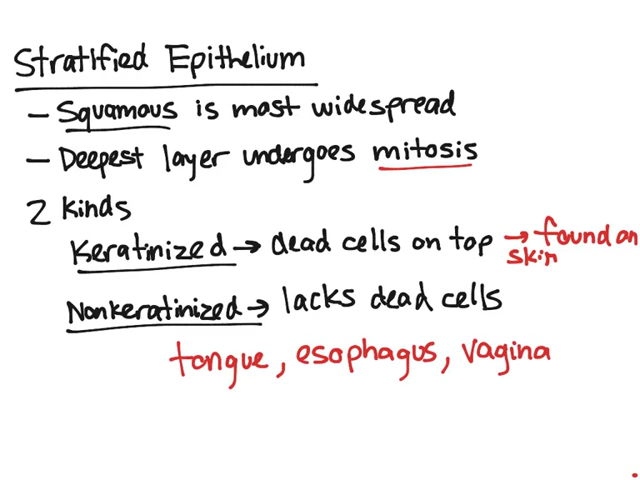 Stratified Epithelium
- Squamous is most widespread
- Deepest layer undergoes mitosis
2 kinds
Keratinized → dead cells on top → found on
skin
Nonkeratinized → lacks dead cells
tongue, esophagus, vagina